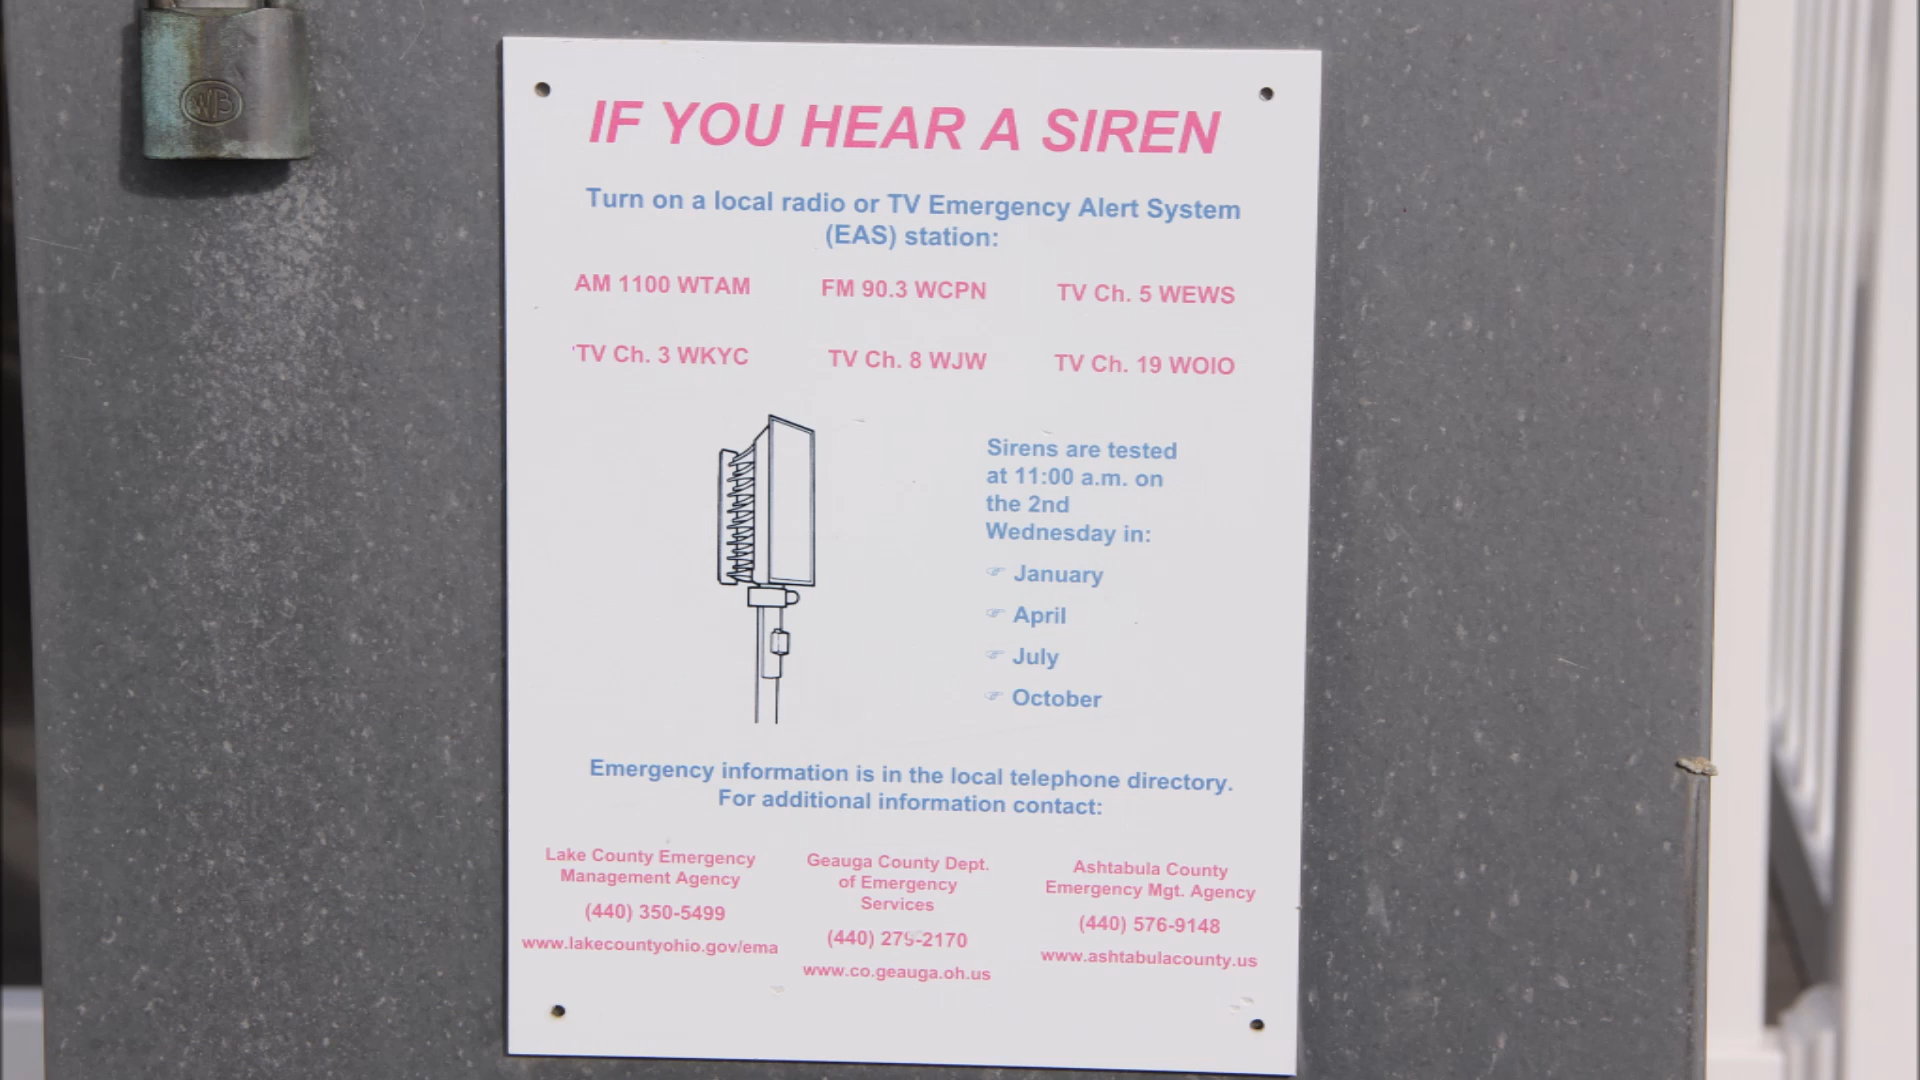 WB
IF YOU HEAR A SIREN
Turn on a local radio or TV Emergency Alert System
(EAS) station:
AM 1100 WTAM FM 90.3 WCPN TV Ch. 5 WEWS
TV Ch. 3 WKYC TV Ch. 8 WJW TV Ch. 19 WOIO
Sirens are tested
at 11:00 a.m. on
the 2nd
Wednesday in:
☞ January
☞ April
☞ July
☞ October
Emergency information is in the local telephone directory.
For additional information contact:
Lake County Emergency
Management Agency
(440) 350-5499
www.lakecountyohio.gov/ema
Geauga County Dept.
of Emergency
Services
(440) 279-2170
www.co.geauga.oh.us
Ashtabula County
Emergency Mgt. Agency
(440) 576-9148
www.ashtabulacounty.us